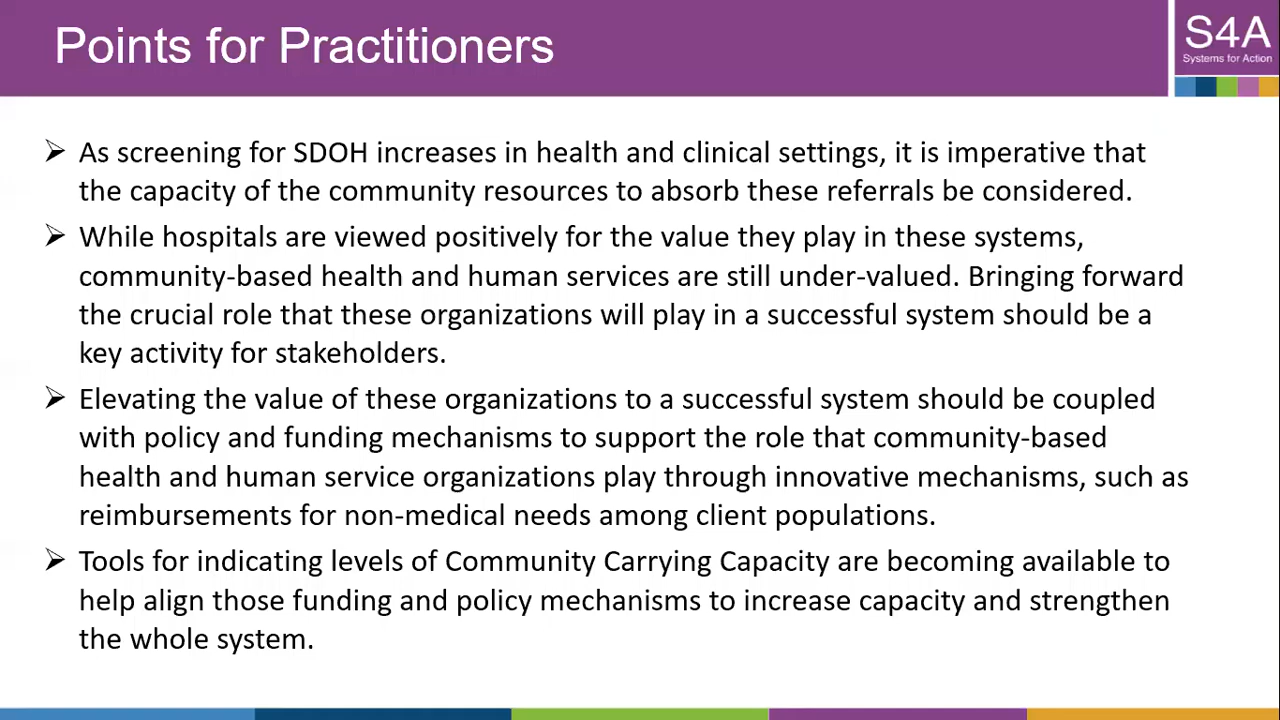 Points for Practitioners
S4A
Systems for Action
As screening for SDOH increases in health and clinical settings, it is imperative that
the capacity of the community resources to absorb these referrals be considered.
While hospitals are viewed positively for the value they play in these systems,
community-based health and human services are still under-valued. Bringing forward
the crucial role that these organizations will play in a successful system should be a
key activity for stakeholders.
Elevating the value of these organizations to a successful system should be coupled
with policy and funding mechanisms to support the role that community-based
health and human service organizations play through innovative mechanisms, such as
reimbursements for non-medical needs among client populations.
Tools for indicating levels of Community Carrying Capacity are becoming available to
help align those funding and policy mechanisms to increase capacity and strengthen
the whole system.